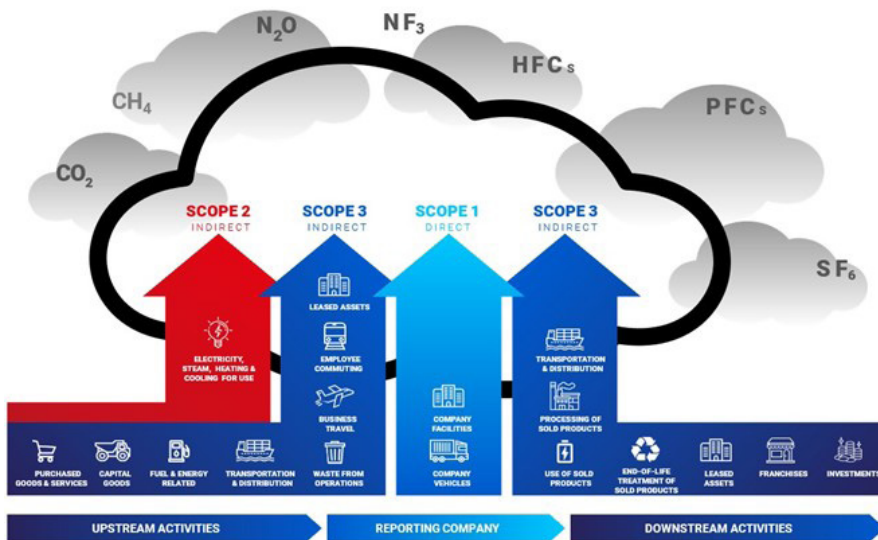 N₂O
NF₃
HFCs
CH₄
PFCs
CO₂
SF₆
SCOPE 2
INDIRECT
SCOPE 3
INDIRECT
SCOPE 1
DIRECT
SCOPE 3
INDIRECT
ELECTRICITY,
STEAM, HEATING &
COOLING FOR USE
LEASED ASSETS
EMPLOYEE
COMMUTING
BUSINESS
TRAVEL
COMPANY
FACILITIES
TRANSPORTATION
& DISTRIBUTION
PROCESSING OF
SOLD PRODUCTS
PURCHASED
GOODS & SERVICES
CAPITAL
GOODS
FUEL & ENERGY
RELATED
TRANSPORTATION
& DISTRIBUTION
WASTE FROM
OPERATIONS
COMPANY
VEHICLES
USE OF SOLD
PRODUCTS
END-OF-LIFE
TREATMENT OF
SOLD PRODUCTS
LEASED
ASSETS
FRANCHISES
INVESTMENTS
UPSTREAM ACTIVITIES
REPORTING COMPANY
DOWNSTREAM ACTIVITIES